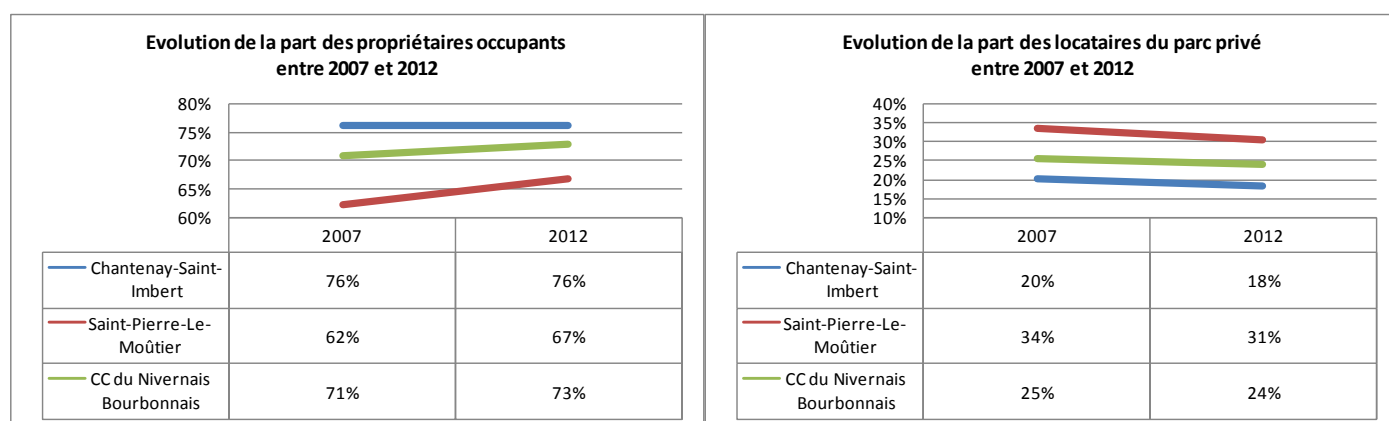 Evolution de la part des propriétaires occupants
entre 2007 et 2012
80%
75%
70%
65%
60%
2007 2012
Chantenay-Saint-
Imbert
76% 76%
Saint-Pierre-Le-
Moûtier
62% 67%
CC du Nivernais
Bourbonnais
71% 73%
Evolution de la part des locataires du parc privé
entre 2007 et 2012
40%
35%
30%
25%
20%
15%
10%
2007 2012
Chantenay-Saint-
Imbert
20% 18%
Saint-Pierre-Le-
Moûtier
34% 31%
CC du Nivernais
Bourbonnais
25% 24%